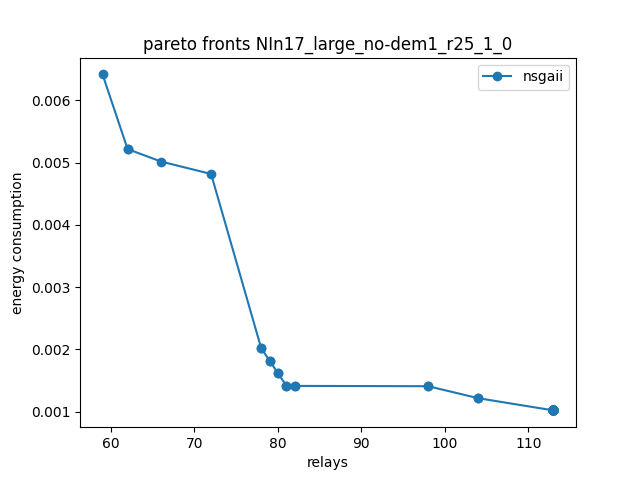 pareto fronts NIn17_large_no-dem1_r25_1_0
nsgaii
energy consumption
0.006
0.005
0.004
0.003
0.002
0.001
60 70 80 90 100 110
relays